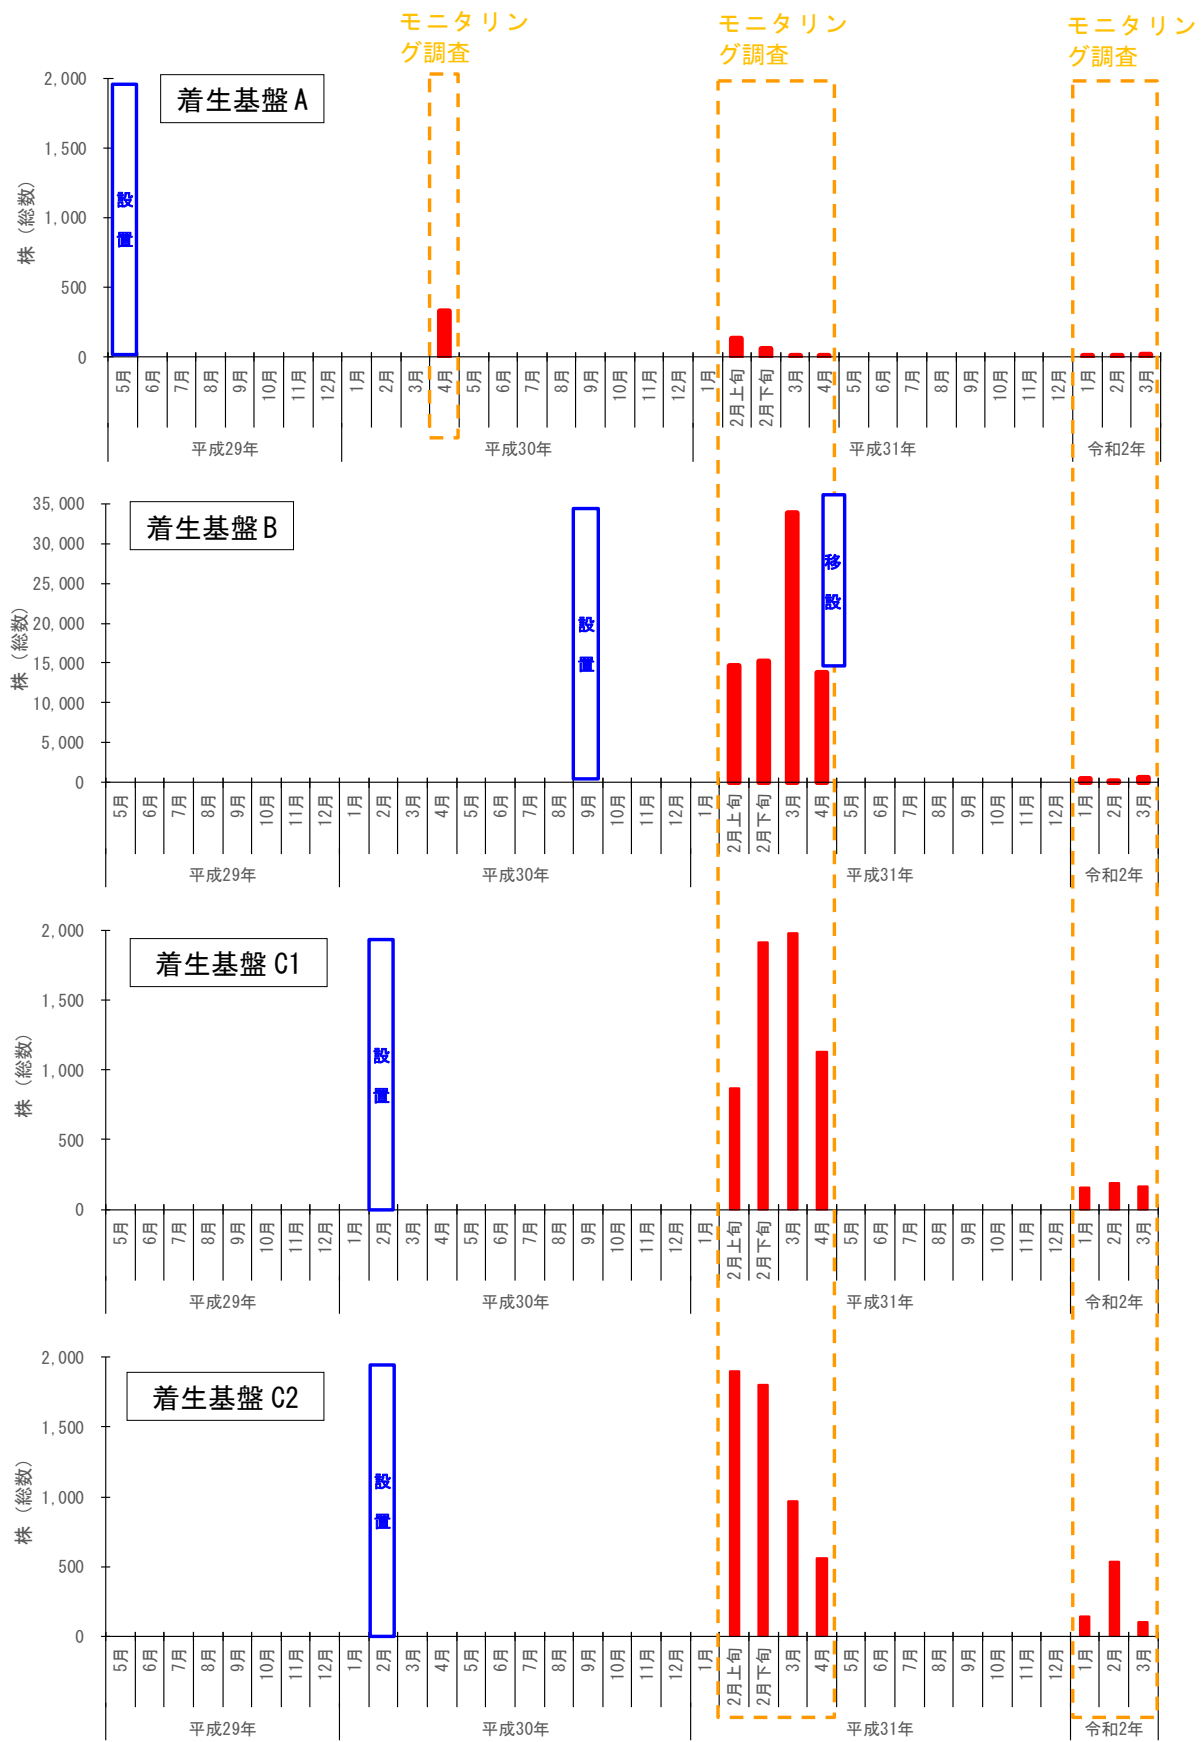 モニタリン
グ調査
モニタリン
グ調査
モニタリン
グ調査
着生基盤A
株（総数）
2,000
1,500
1,000
500
0
設
置
5月 6月 7月 8月 9月 10月 11月 12月 1月 2月 3月 4月 5月 6月 7月 8月 9月 10月 11月 12月 1月 2月上旬 2月下旬 3月 4月 5月 6月 7月 8月 9月 10月 11月 12月 1月 2月 3月
平成29年 平成30年 平成31年 令和2年
着生基盤B
株（総数）
35,000
30,000
25,000
20,000
15,000
10,000
5,000
0
設
置
移
設
5月 6月 7月 8月 9月 10月 11月 12月 1月 2月 3月 4月 5月 6月 7月 8月 9月 10月 11月 12月 1月 2月上旬 2月下旬 3月 4月 5月 6月 7月 8月 9月 10月 11月 12月 1月 2月 3月
平成29年 平成30年 平成31年 令和2年
着生基盤C1
株（総数）
2,000
1,500
1,000
500
0
設
置
5月 6月 7月 8月 9月 10月 11月 12月 1月 2月 3月 4月 5月 6月 7月 8月 9月 10月 11月 12月 1月 2月上旬 2月下旬 3月 4月 5月 6月 7月 8月 9月 10月 11月 12月 1月 2月 3月
平成29年 平成30年 平成31年 令和2年
着生基盤C2
株（総数）
2,000
1,500
1,000
500
0
設
置
5月 6月 7月 8月 9月 10月 11月 12月 1月 2月 3月 4月 5月 6月 7月 8月 9月 10月 11月 12月 1月 2月上旬 2月下旬 3月 4月 5月 6月 7月 8月 9月 10月 11月 12月 1月 2月 3月
平成29年 平成30年 平成31年 令和2年